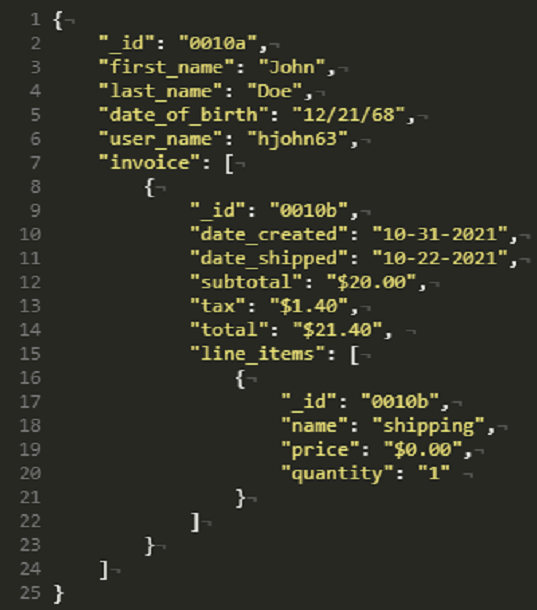 1 {
2 "_id": "0010a",
3 "first_name": "John",
4 "last_name": "Doe",
5 "date_of_birth": "12/21/68",
6 "user_name": "hjohn63",
7 "invoice": [
8 {
9 "_id": "0010b",
10 "date_created": "10-31-2021",
11 "date_shipped": "10-22-2021",
12 "subtotal": "$20.00",
13 "tax": "$1.40",
14 "total": "$21.40",
15 "line_items": [
16 {
17 "_id": "0010b",
18 "name": "shipping",
19 "price": "$0.00",
20 "quantity": "1"
21 }
22 ]
23 }
24 ]
25 }